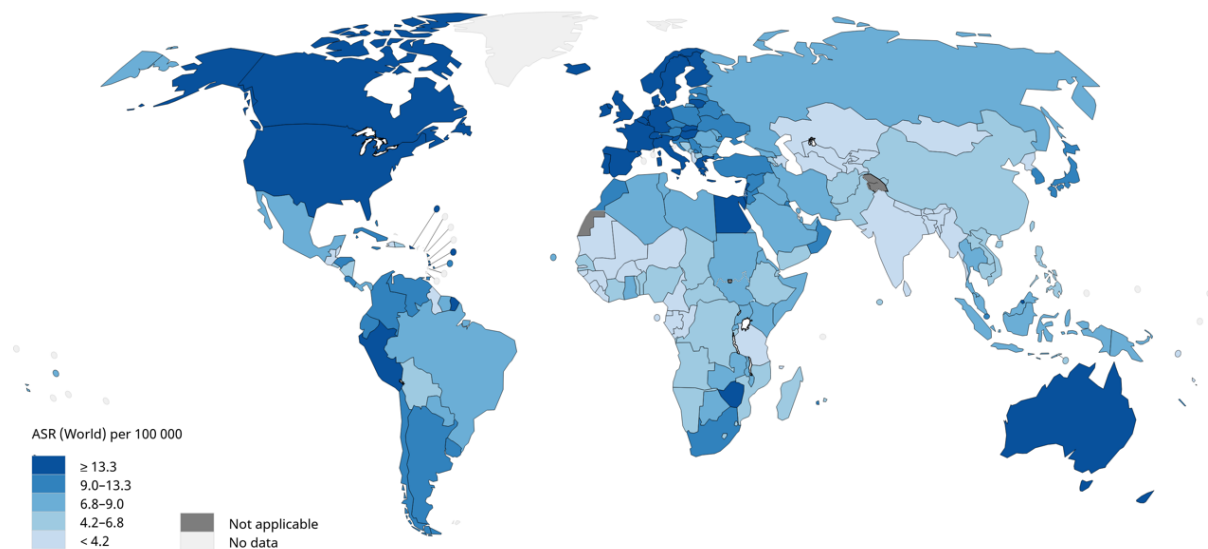 ASR (World) per 100 000
≥ 13.3
9.0–13.3
6.8–9.0
4.2–6.8
< 4.2
Not applicable
No data